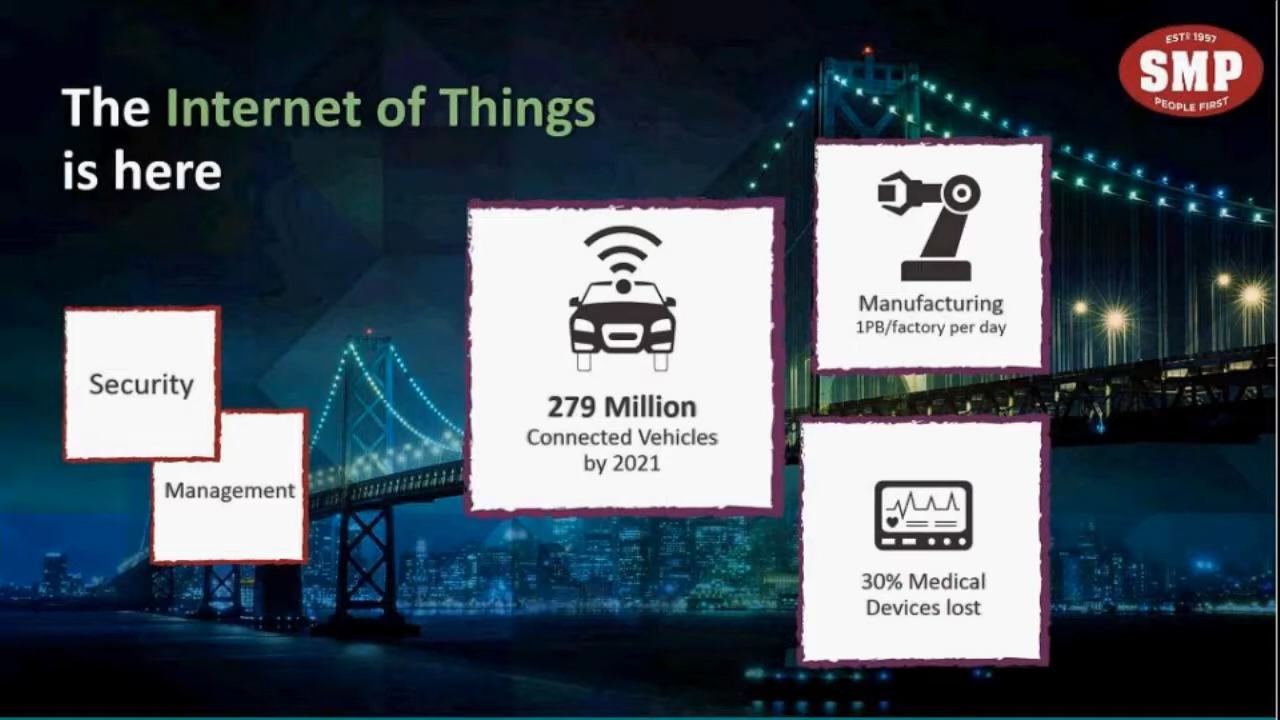 The Internet of Things
is here
ESTD 1997
SMP
PEOPLE FIRST
Security
Management
279 Million
Connected Vehicles
by 2021
Manufacturing
1PB/factory per day
30% Medical
Devices lost